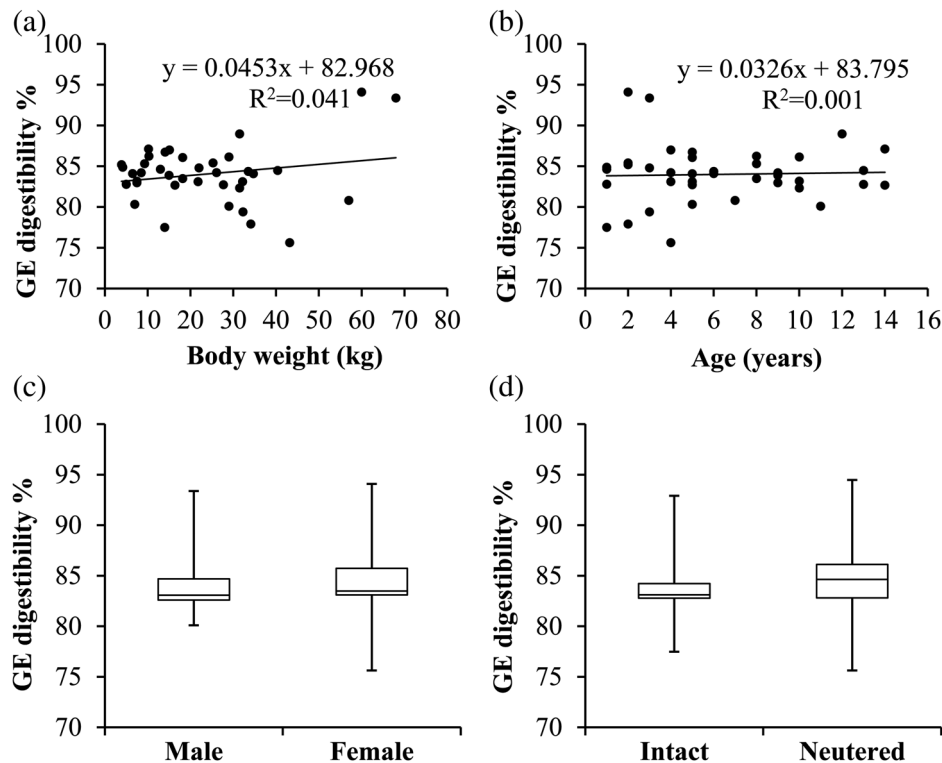 (a)
100
95
90
85
80
75
70
GE digestibility %
y = 0.0453x + 82.968
R²=0.041
0 10 20 30 40 50 60 70 80
Body weight (kg)
(b)
100
95
90
85
80
75
70
GE digestibility %
y = 0.0326x + 83.795
R²=0.001
0 2 4 6 8 10 12 14 16
Age (years)
(c)
100
95
90
85
80
75
70
GE digestibility %
Male Female
(d)
100
95
90
85
80
75
70
GE digestibility %
Intact Neutered